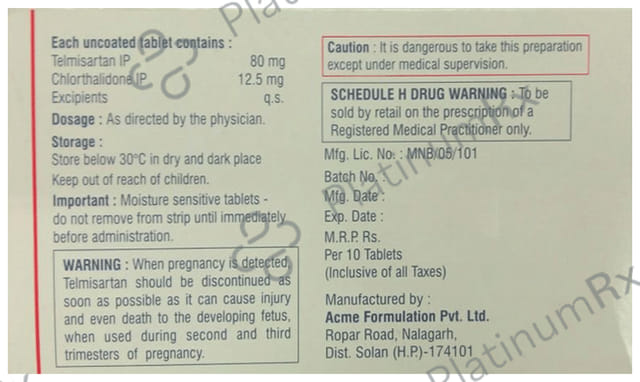 Each uncoated tablet contains :
Telmisartan IP 80 mg
Chlorthalidone IP 12.5 mg
Excipients q.s.
Dosage : As directed by the physician.
Storage :
Store below 30°C in dry and dark place
Keep out of reach of children.
Important : Moisture sensitive tablets -
do not remove from strip until immediately
before administration.
WARNING : When pregnancy is detected,
Telmisartan should be discontinued as
soon as possible as it can cause injury
and even death to the developing fetus,
when used during second and third
trimesters of pregnancy.
Caution : It is dangerous to take this preparation
except under medical supervision.
SCHEDULE H DRUG WARNING : To be
sold by retail on the prescription of a
Registered Medical Practitioner only.
Mfg. Lic. No. : MNB/05/101
Batch No. :
Mfg. Date :
Exp. Date :
M.R.P. Rs.
Per 10 Tablets
(Inclusive of all Taxes)
Manufactured by :
Acme Formulation Pvt. Ltd.
Ropar Road, Nalagarh,
Dist. Solan (H.P.)-174101
PlatinumRx
PlatinumRx
PlatinumRx